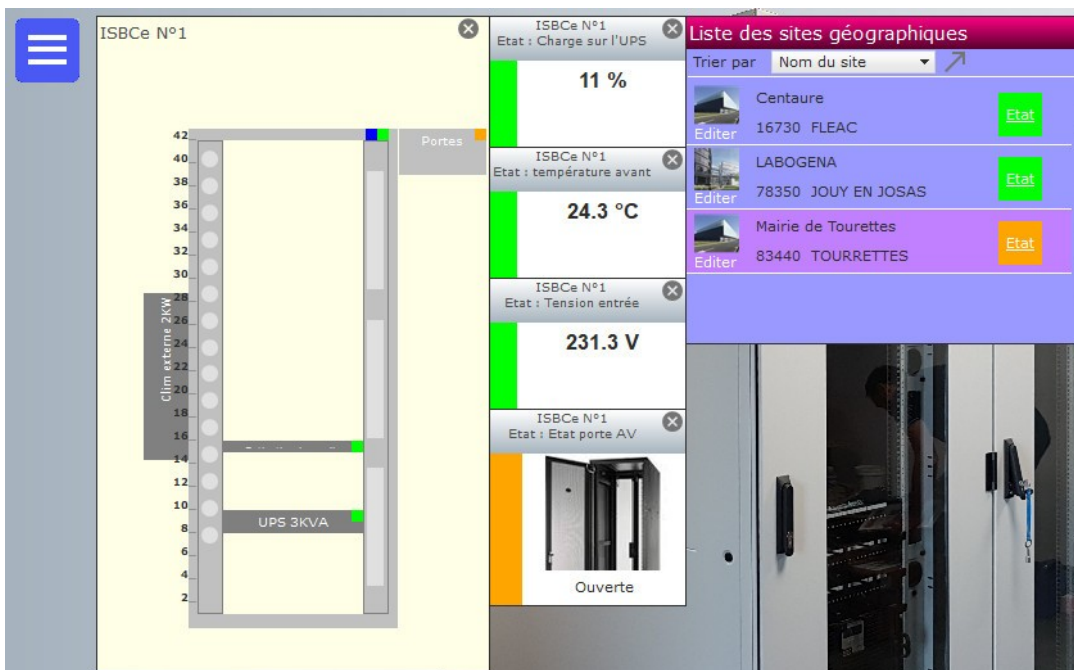 ISBCe N°1
42
40
38
36
34
32
30
28
26
24
22
20
18
16
14
12
10
8
6
4
2
Clim externe 2KW
Portes
UPS 3KVA
ISBCe N°1
Etat : Charge sur l'UPS
11 %
ISBCe N°1
Etat : température avant
24.3 °C
ISBCe N°1
Etat : Tension entrée
231.3 V
ISBCe N°1
Etat : Etat porte AV
Ouverte
Liste des sites géographiques
Trier par Nom du site
Centaure
Editer 16730 FLEAC Etat
LABOGENA
Editer 78350 JOUY EN JOSAS Etat
Mairie de Tourettes
Editer 83440 TOURRETTES Etat